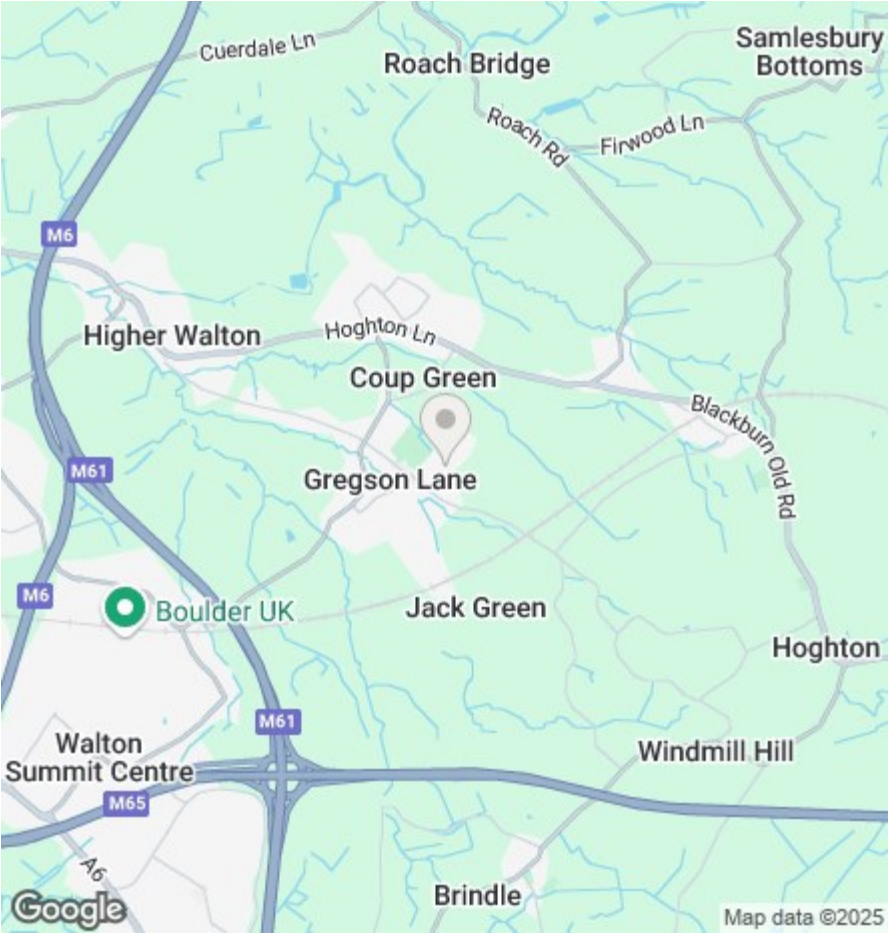 Cuerdale Ln
Roach Bridge
Samlesbury
Bottoms
Roach Rd
Firwood Ln
M6
Higher Walton
Hoghton Ln
Coup Green
Blackburn Old Rd
M61
Gregson Lane
M6
Boulder UK
Jack Green
Hoghton
M61
Walton
Summit Centre
Windmill Hill
M65
A6
Brindle
Google
Map data ©2025